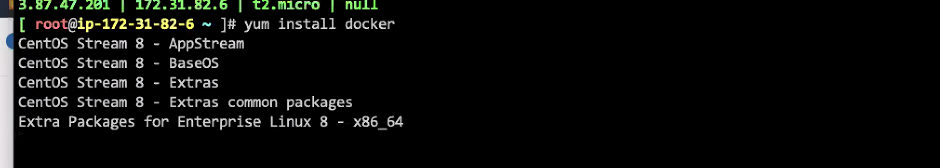 3.87.47.201 | 172.31.82.6 | t2.micro | null
[ root@ip-172-31-82-6 ~ ]# yum install docker
CentOS Stream 8 - AppStream
CentOS Stream 8 - BaseOS
CentOS Stream 8 - Extras
CentOS Stream 8 - Extras common packages
Extra Packages for Enterprise Linux 8 - x86_64